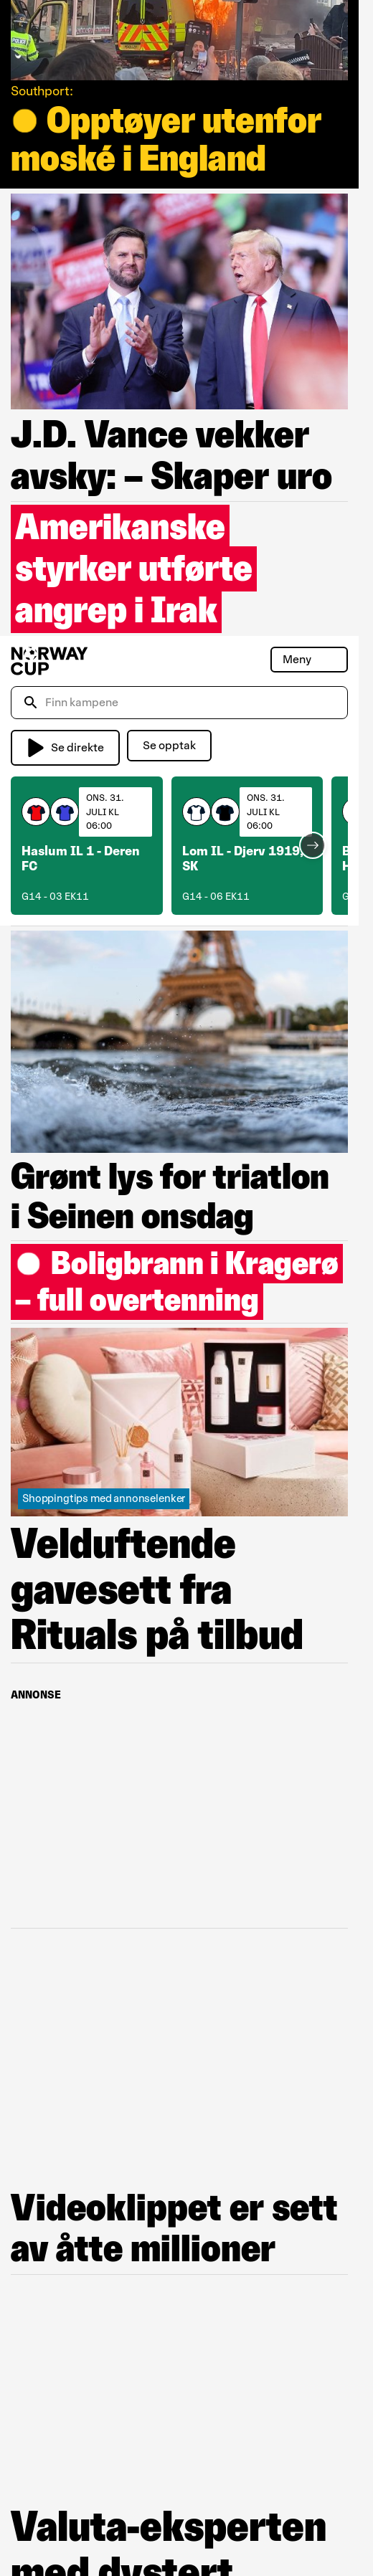 Southport:
Opptøyer utenfor
moské i England
J.D. Vance vekker
avsky: – Skaper uro
Amerikanske
styrker utførte
angrep i Irak
NORWAY
CUP
Meny
Finn kampene
Se direkte
Se opptak
ONS. 31.
JULI KL
06:00
Haslum IL 1 - Deren
FC
G14 - 03 EK11
ONS. 31.
JULI KL
06:00
Lom IL - Djerv 1919,
SK
G14 - 06 EK11
Grønt lys for triatlon
i Seinen onsdag
Boligbrann i Kragerø
– full overtenning
Shoppingtips med annonselenker
Velduftende
gavesett fra
Rituals på tilbud
ANNONSE
Videoklippet er sett
av åtte millioner
Valuta-eksperten
med dystert